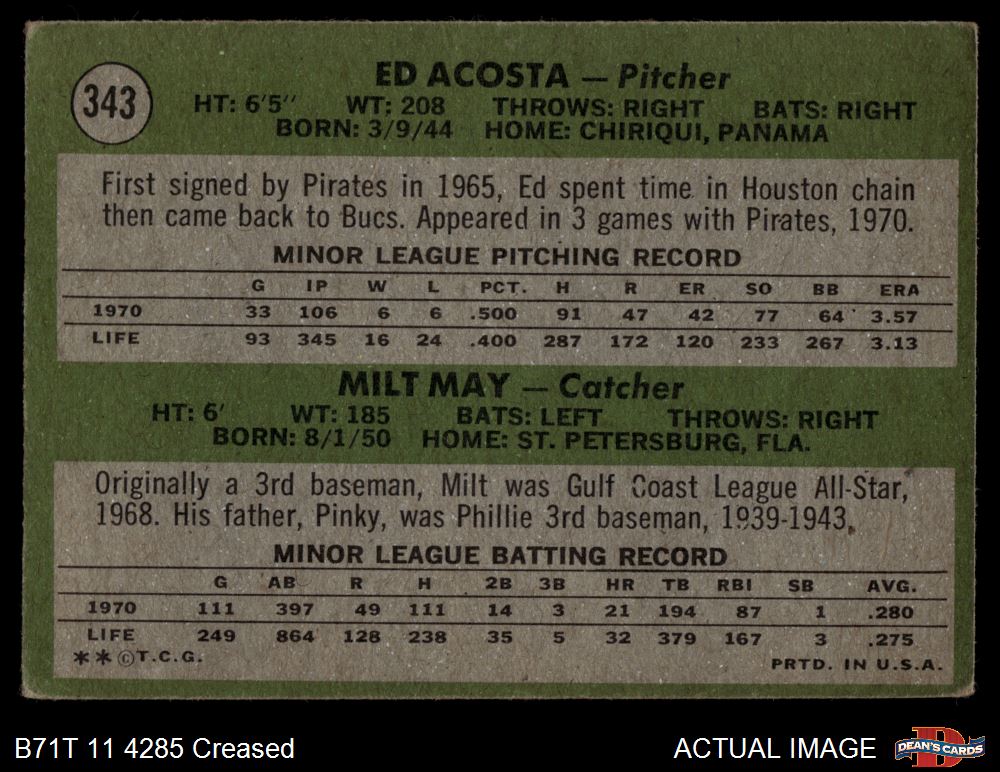 343
ED ACOSTA — Pitcher
HT: 6'5" WT: 208 THROWS: RIGHT BATS: RIGHT
BORN: 3/9/44 HOME: CHIRIQUI, PANAMA
First signed by Pirates in 1965, Ed spent time in Houston chain
then came back to Bucs. Appeared in 3 games with Pirates, 1970.
MINOR LEAGUE PITCHING RECORD
G IP W L PCT. H R ER SO BB ERA
1970 33 106 6 6 .500 91 47 42 77 64 3.57
LIFE 93 345 16 24 .400 287 172 120 233 267 3.13
MILT MAY — Catcher
HT: 6' WT: 185 BATS: LEFT THROWS: RIGHT
BORN: 8/1/50 HOME: ST. PETERSBURG, FLA.
Originally a 3rd baseman, Milt was Gulf Coast League All-Star,
1968. His father, Pinky, was Phillie 3rd baseman, 1939-1943.
MINOR LEAGUE BATTING RECORD
G AB R H 2B 3B HR TB RBI SB AVG.
1970 111 397 49 111 14 3 21 194 87 1 .280
LIFE 249 864 128 238 35 5 32 379 167 3 .275
**©T.C.G. PRTD. IN U.S.A.
B71T 11 4285 Creased ACTUAL IMAGE DEAN'S CARDS